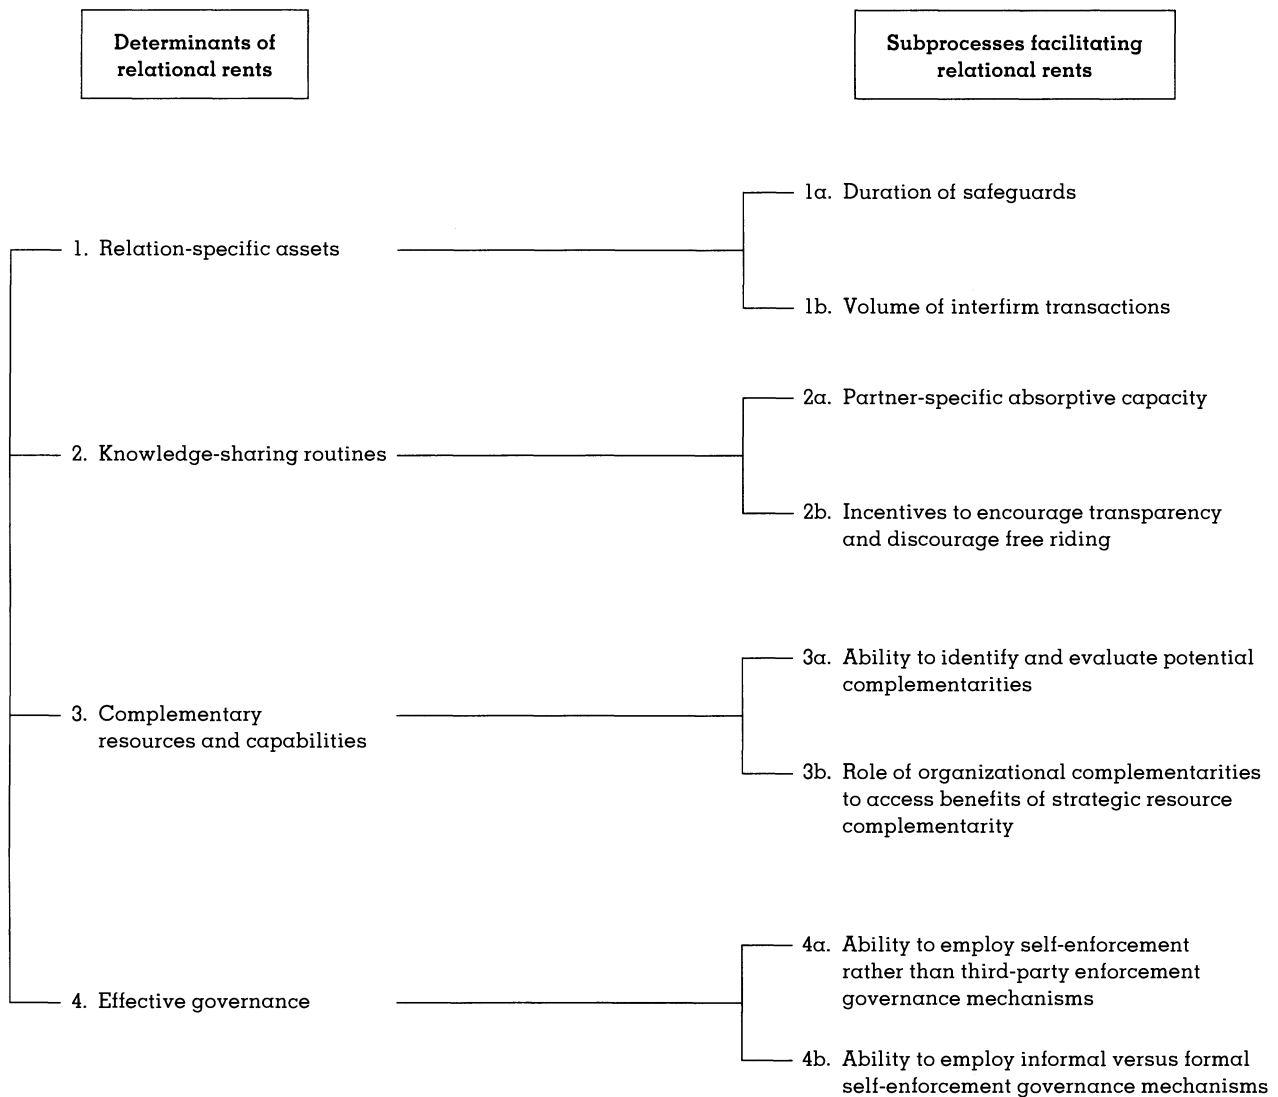 Determinants of
relational rents
Subprocesses facilitating
relational rents
1. Relation-specific assets
1a. Duration of safeguards
1b. Volume of interfirm transactions
2. Knowledge-sharing routines
2a. Partner-specific absorptive capacity
2b. Incentives to encourage transparency
and discourage free riding
3. Complementary
resources and capabilities
3a. Ability to identify and evaluate potential
complementarities
3b. Role of organizational complementarities
to access benefits of strategic resource
complementarity
4. Effective governance
4a. Ability to employ self-enforcement
rather than third-party enforcement
governance mechanisms
4b. Ability to employ informal versus formal
self-enforcement governance mechanisms